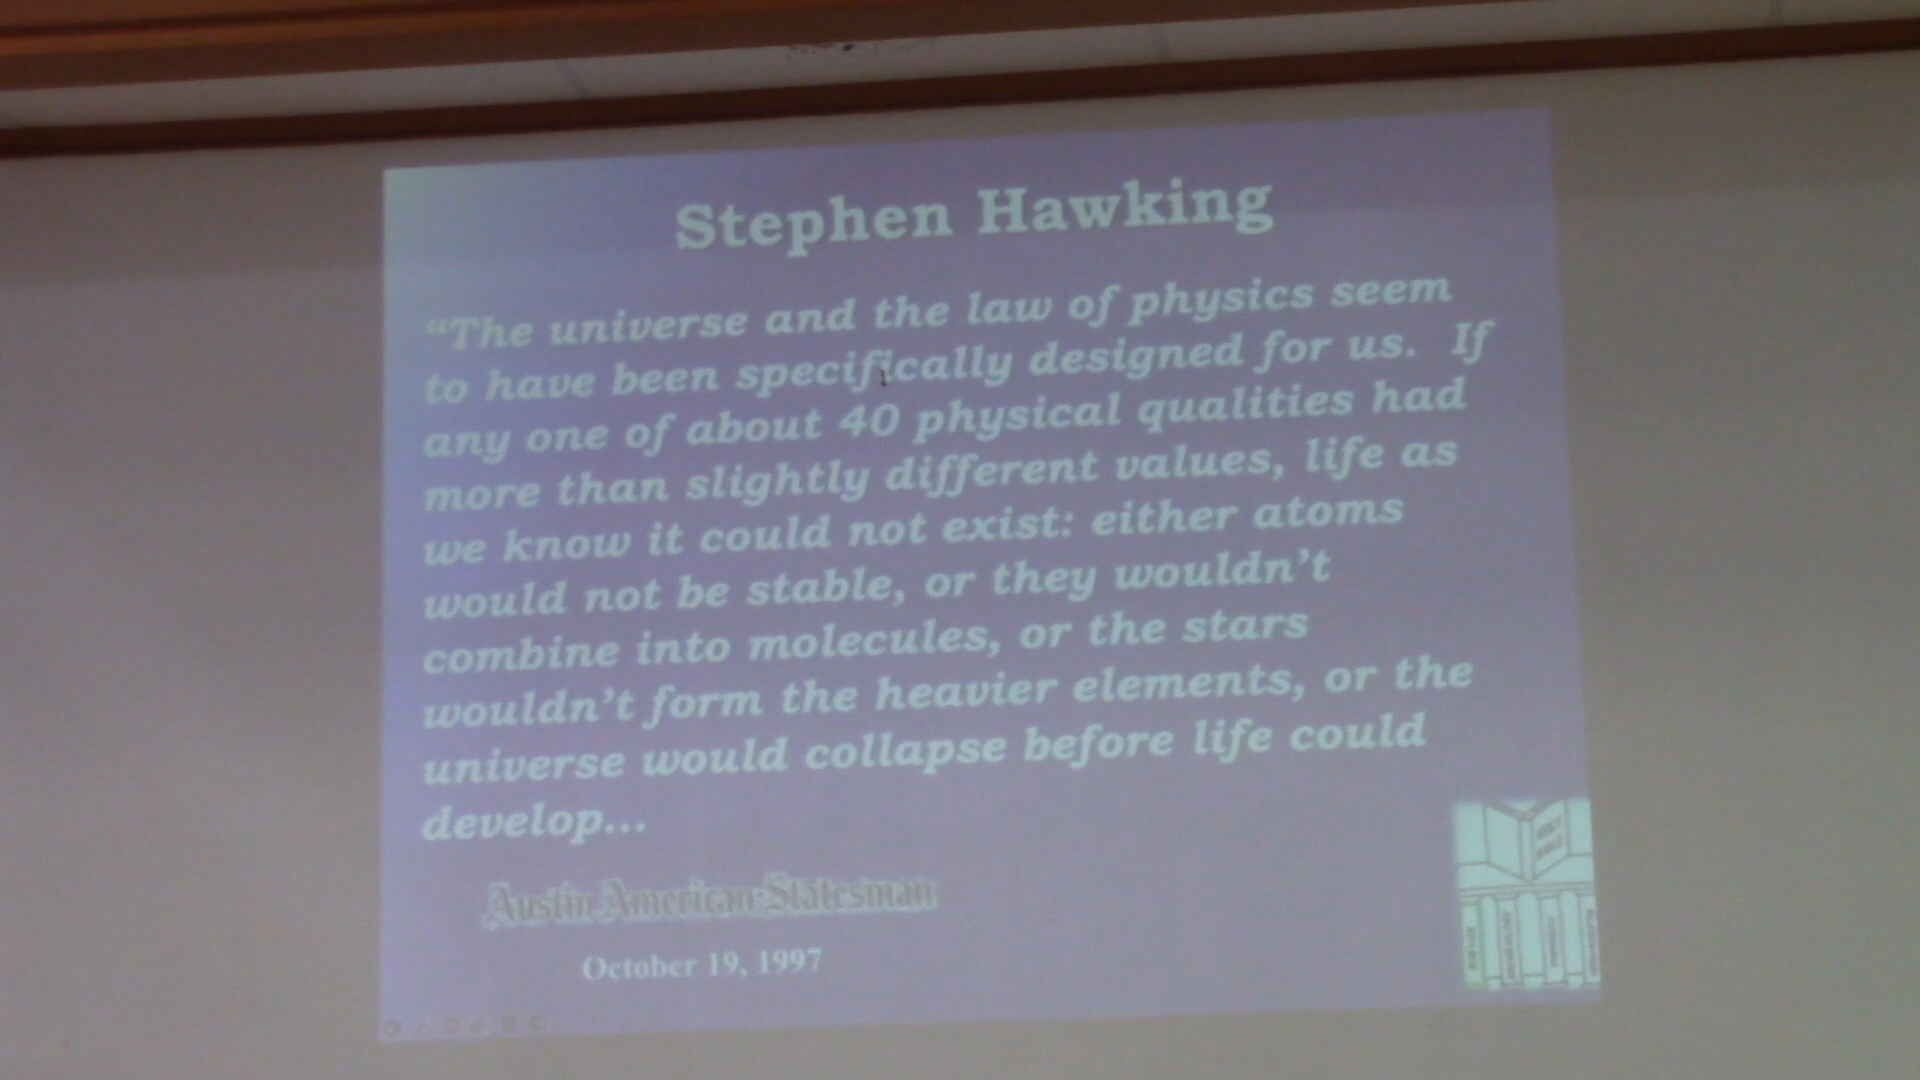 Stephen Hawking
“The universe and the law of physics seem
to have been specifically designed for us. If
any one of about 40 physical qualities had
more than slightly different values, life as
we know it could not exist: either atoms
would not be stable, or they wouldn’t
combine into molecules, or the stars
wouldn’t form the heavier elements, or the
universe would collapse before life could
develop...
Austin American-Statesman
October 19, 1997